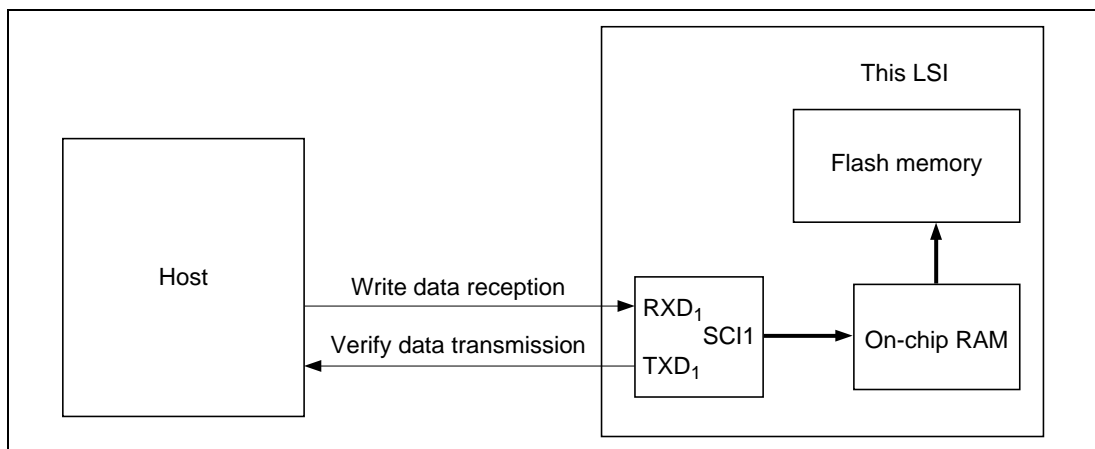 This LSI
Flash memory
Host
Write data reception
RXD₁
SCI1
On-chip RAM
Verify data transmission
TXD₁